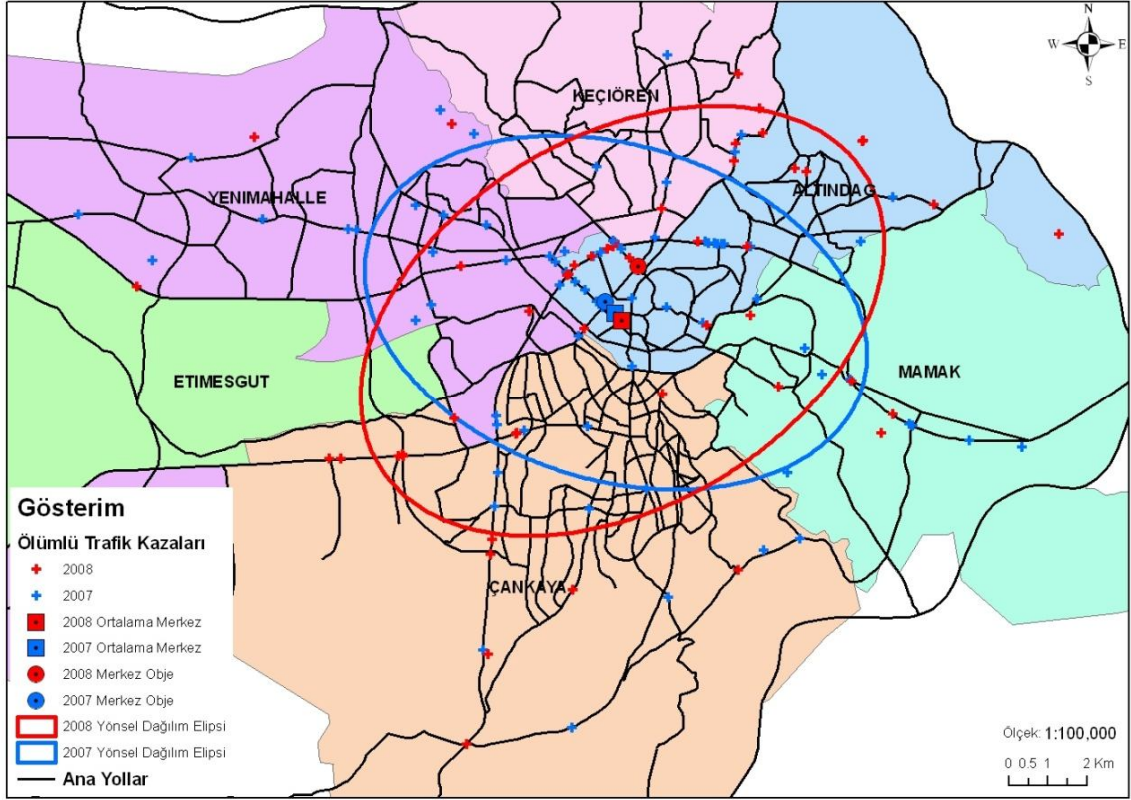 N
W E
S
KEÇİÖREN
YENİMAHALLE
ALTINDAG
ETİMESGUT
MAMAK
ÇANKAYA
Gösterim
Ölümlü Trafik Kazaları
2008
2007
2008 Ortalama Merkez
2007 Ortalama Merkez
2008 Merkez Obje
2007 Merkez Obje
2008 Yönsel Dağılım Elipsi
2007 Yönsel Dağılım Elipsi
Ana Yollar
Ölçek: 1:100,000
0 0.5 1 2 Km